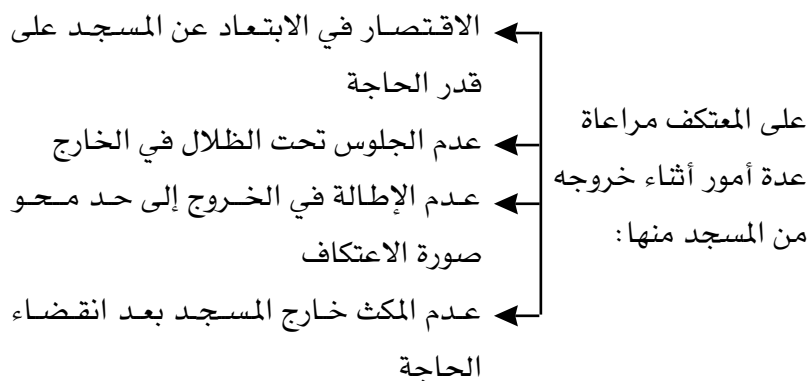 على المعتكف مراعاة
عدة أمور أثناء خروجه
من المسجد منها:
الاقتصار في الابتعاد عن المسجد على
قدر الحاجة
عدم الجلوس تحت الظلال في الخارج
عدم الإطالة في الخروج إلى حد محو
صورة الاعتكاف
عدم المكث خارج المسجد بعد انقضاء
الحاجة